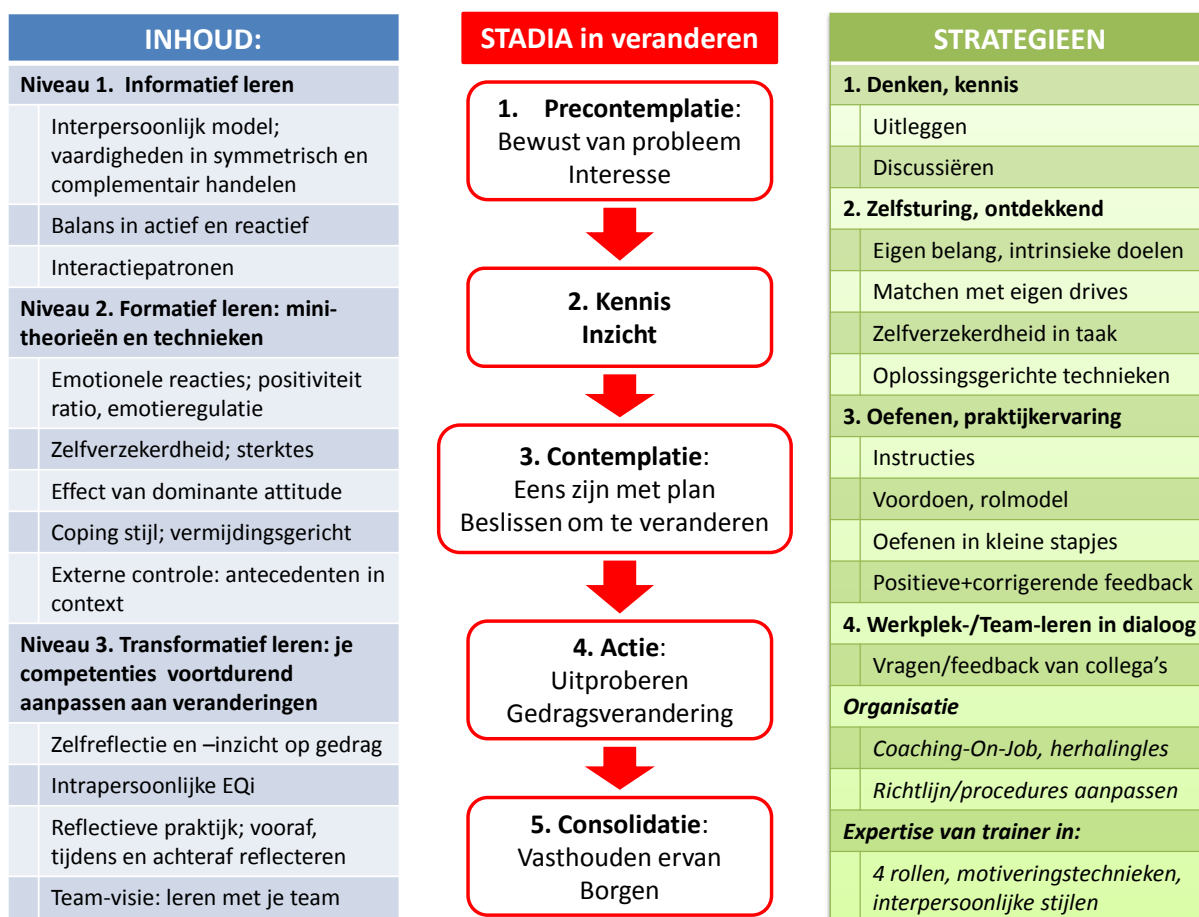 INHOUD:
Niveau 1.  Informatief leren
Interpersoonlijk model;
vaardigheden in symmetrisch en
complementair handelen
Balans in actief en reactief
Interactiepatronen
Niveau 2. Formatief leren: mini-
theorieën en technieken
Emotionele reacties; positiviteit
ratio, emotieregulatie
Zelfverzekerdheid; sterktes
Effect van dominante attitude
Coping stijl; vermijdingsgericht
Externe controle: antecedenten in
context
Niveau 3. Transformatief leren: je
competenties  voortdurend
aanpassen aan veranderingen
Zelfreflectie en –inzicht op gedrag
Intrapersoonlijke EQi
Reflectieve praktijk; vooraf,
tijdens en achteraf reflecteren
Team-visie: leren met je team
STADIA in veranderen
1. Precontemplatie:
Bewust van probleem
Interesse
2. Kennis
Inzicht
3. Contemplatie:
Eens zijn met plan
Beslissen om te veranderen
4. Actie:
Uitproberen
Gedragsverandering
5. Consolidatie:
Vasthouden ervan
Borgen
STRATEGIEEN
1. Denken, kennis
Uitleggen
Discussiëren
2. Zelfsturing, ontdekkend
Eigen belang, intrinsieke doelen
Matchen met eigen drives
Zelfverzekerdheid in taak
Oplossingsgerichte technieken
3. Oefenen, praktijkervaring
Instructies
Voordoen, rolmodel
Oefenen in kleine stapjes
Positieve+corrigerende feedback
4. Werkplek-/Team-leren in dialoog
Vragen/feedback van collega’s
Organisatie
Coaching-On-Job, herhalingles
Richtlijn/procedures aanpassen
Expertise van trainer in:
4 rollen, motiveringstechnieken,
interpersoonlijke stijlen